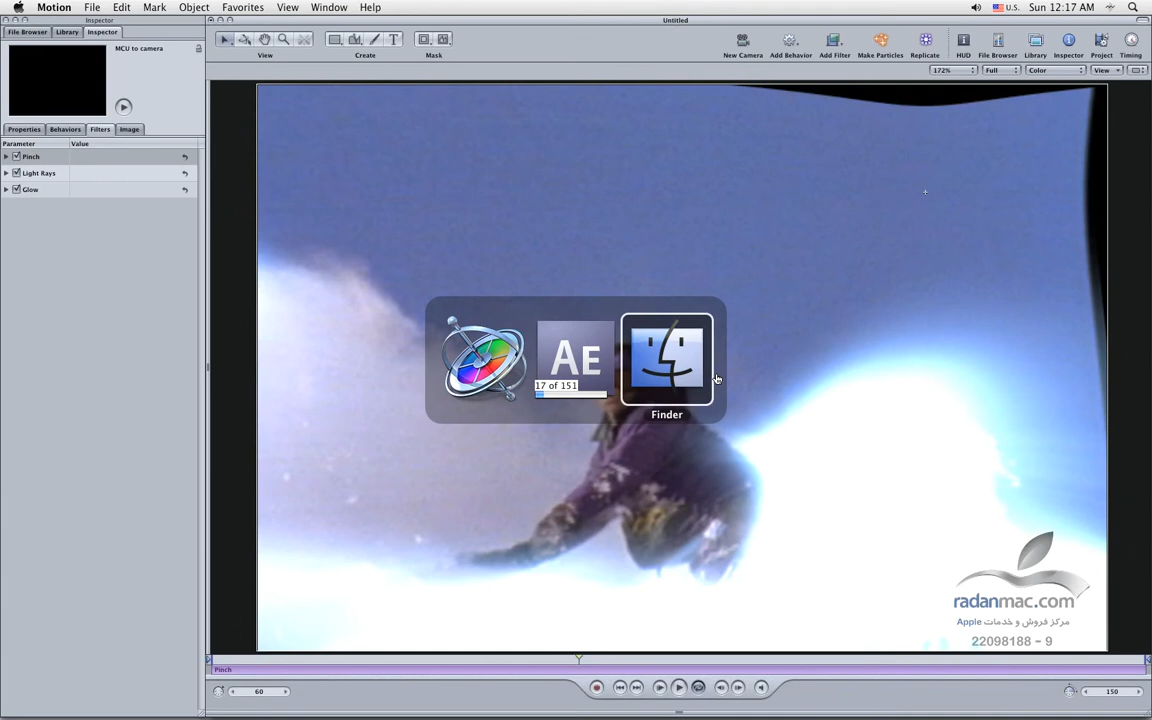 Motion File Edit Mark Object Favorites View Window Help
U.S. Sun 12:17 AM
Inspector
Untitled
File Browser Library Inspector
MCU to camera
View Create Mask
New Camera Add Behavior Add Filter Make Particles Replicate HUD File Browser Library Inspector Project Timing
172% Full Color View
Properties Behaviors Filters Image
Parameter Value
Pinch
Light Rays
Glow
AE
17 of 151
Finder
radanmac.com
مرکز فروش و خدمات Apple
22098188 - 9
Pinch
60
150